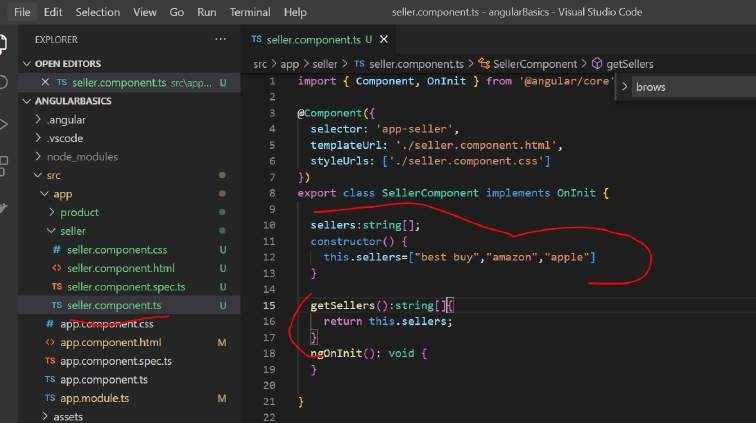 File Edit Selection View Go Run Terminal Help
seller.component.ts - angularBasics - Visual Studio Code
EXPLORER
OPEN EDITORS
TS seller.component.ts src\app... U
ANGULARBASICS
.angular
.vscode
node_modules
src
app
product
seller
# seller.component.css U
<> seller.component.html U
TS seller.component.spec.ts U
TS seller.component.ts U
# app.component.css
<> app.component.html M
TS app.component.spec.ts
TS app.component.ts
TS app.module.ts M
assets
TS seller.component.ts U
src > app > seller > TS seller.component.ts > SellerComponent > getSellers
brows
1 import { Component, OnInit } from '@angular/core'
2
3 @Component({
4 selector: 'app-seller',
5 templateUrl: './seller.component.html',
6 styleUrls: ['./seller.component.css']
7 })
8 export class SellerComponent implements OnInit {
9
10 sellers:string[];
11 constructor() {
12 this.sellers=["best buy","amazon","apple"]
13 }
14
15 getSellers():string[]{
16 return this.sellers;
17 }
18 ngOnInit(): void {
19 }
20
21 }
22